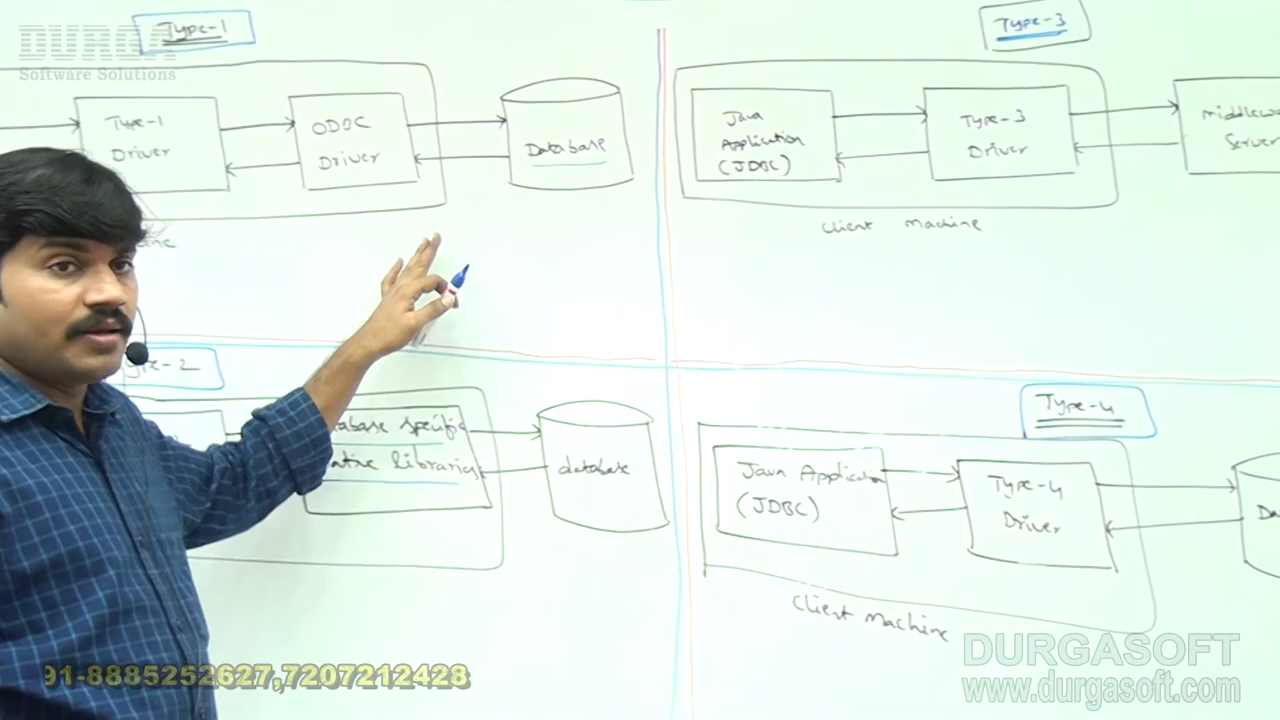 DURGA
Software Solutions
Type-1
Type-1
Driver
ODBC
Driver
Database
Type-3
Java
Application
(JDBC)
Type-3
Driver
Server
Client Machine
database
Type-4
Java Application
(JDBC)
Type-4
Driver
Client Machine
91-8885252627,7207212428
DURGASOFT
www.durgasoft.com